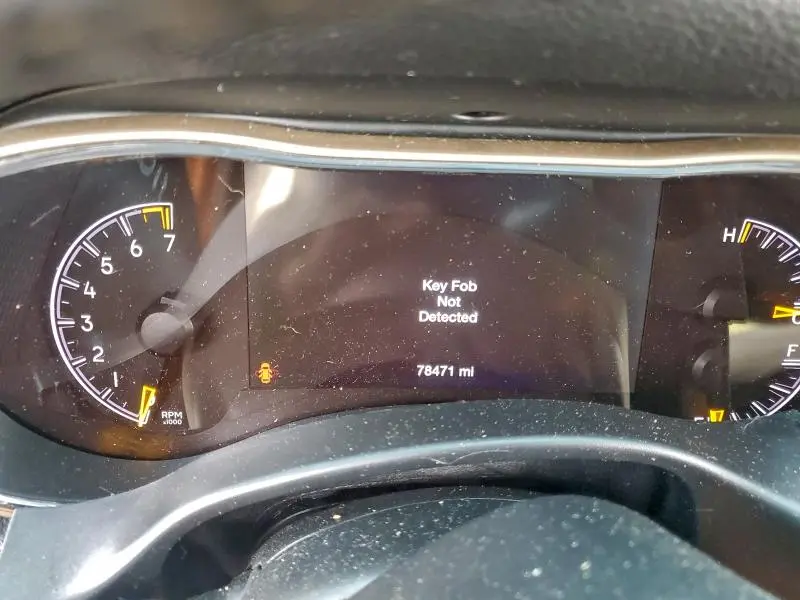 7
6
5
4
3
2
1
RPM
x1000
Key Fob
Not
Detected
78471 mi
H
C
F
E